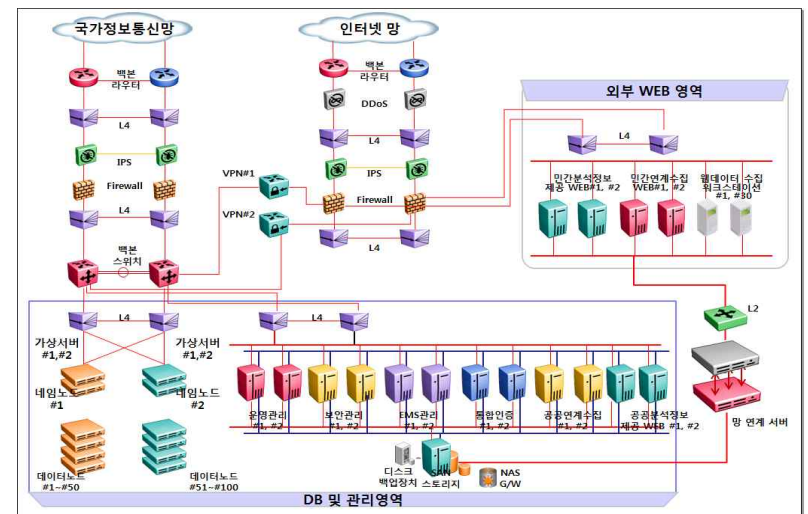 국가정보통신망
인터넷 망
백본
라우터
백본
라우터
DDoS
외부 WEB 영역
L4
L4
L4
IPS
IPS
VPN#1
민간분석정보
제공 WEB#1, #2
민간연계수집
WEB#1, #2
웹데이터 수집
워크스테이션
#1, #30
Firewall
Firewall
VPN#2
L4
L4
백본
스위치
L2
L4
L4
가상서버
#1,#2
가상서버
#1,#2
네임노드
#1
네임노드
#2
운영관리
#1, #2
보안관리
#1, #2
EMS관리
#1, #2
통합인증
#1, #2
공공연계수집
#1, #2
공공분석정보
제공 WEB #1, #2
망 연계 서버
데이터노드
#1~#50
데이터노드
#51~#100
디스크
백업장치
SAN
스토리지
NAS
G/W
DB 및 관리영역